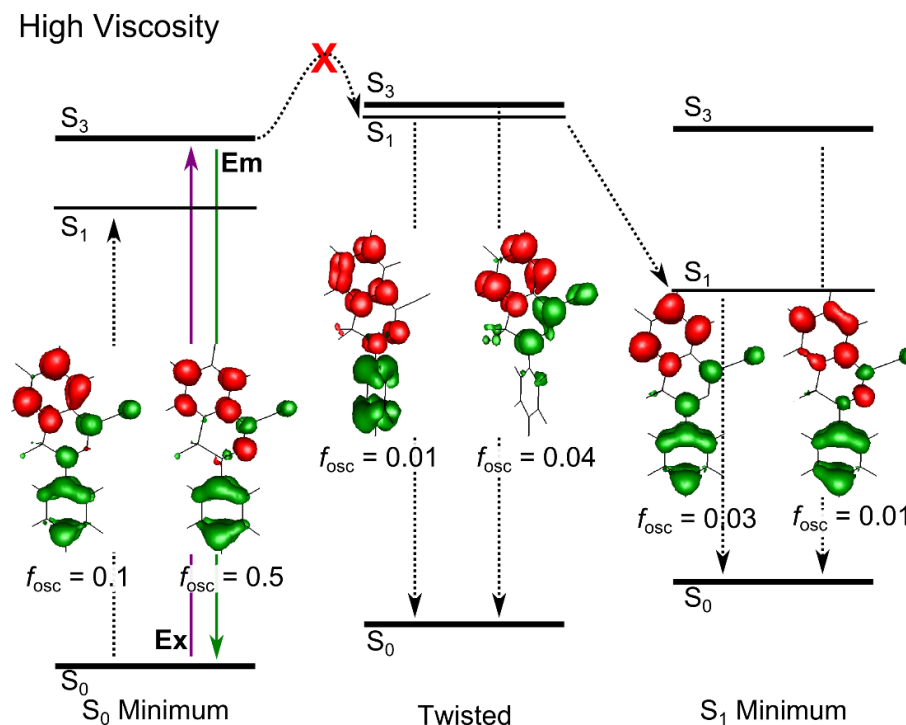 High Viscosity
X
S₃
S₃
S₁
S₃
Em
S₁
S₁
fosc = 0.01
fosc = 0.04
fosc = 0.03
fosc = 0.01
fosc = 0.1
fosc = 0.5
S₀
Ex
S₀
S₀
S₀ Minimum
Twisted
S₁ Minimum